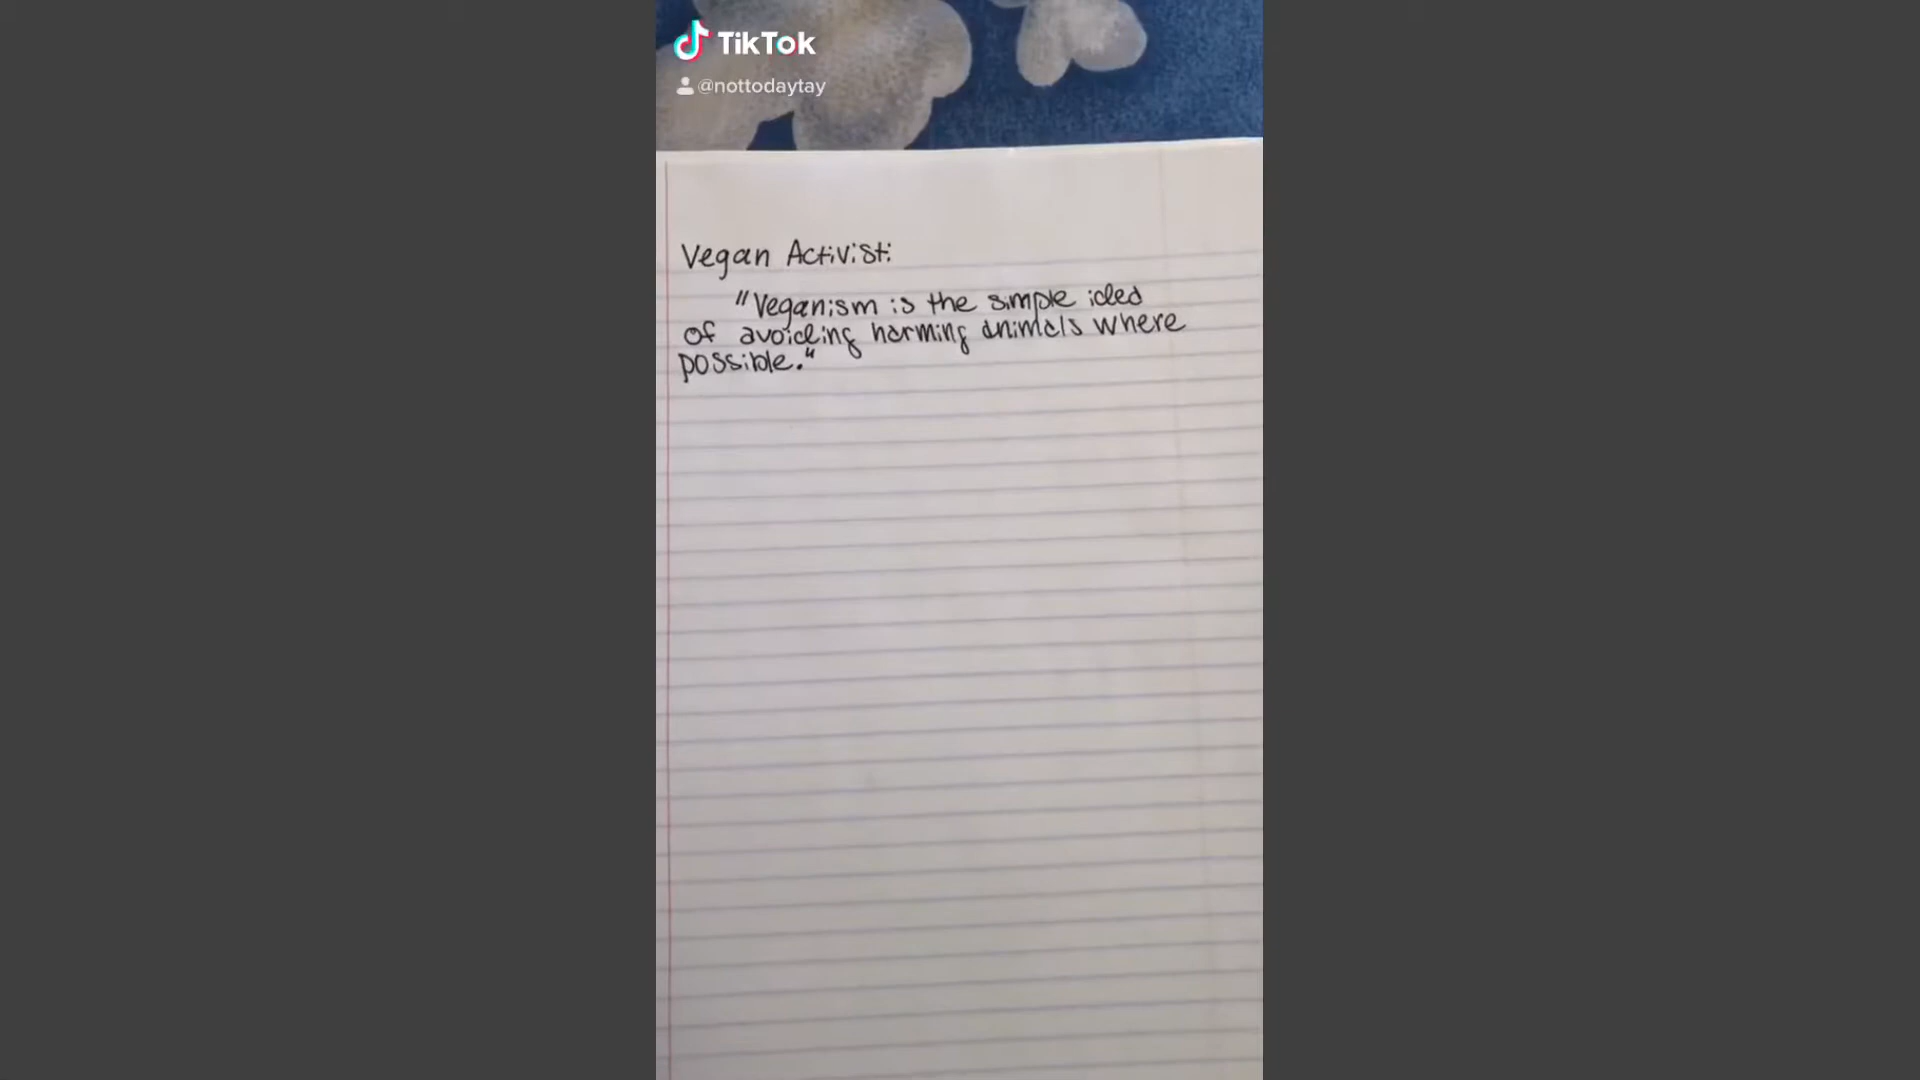 TikTok
@nottodaytay
Vegan Activist:
"Veganism is the simple idea
of avoiding harming animals where
possible."